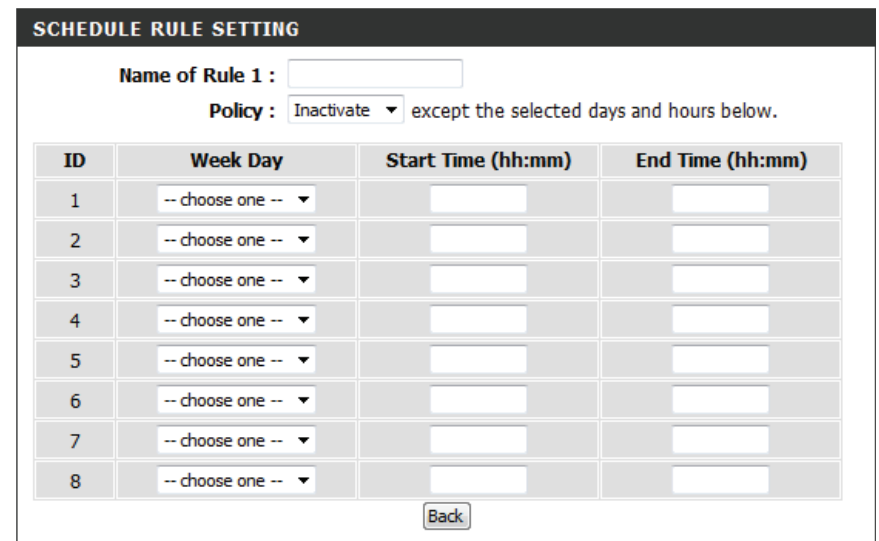 SCHEDULE RULE SETTING
Name of Rule 1 :
Policy : Inactivate except the selected days and hours below.
ID Week Day Start Time (hh:mm) End Time (hh:mm)
1 -- choose one --
2 -- choose one --
3 -- choose one --
4 -- choose one --
5 -- choose one --
6 -- choose one --
7 -- choose one --
8 -- choose one --
Back